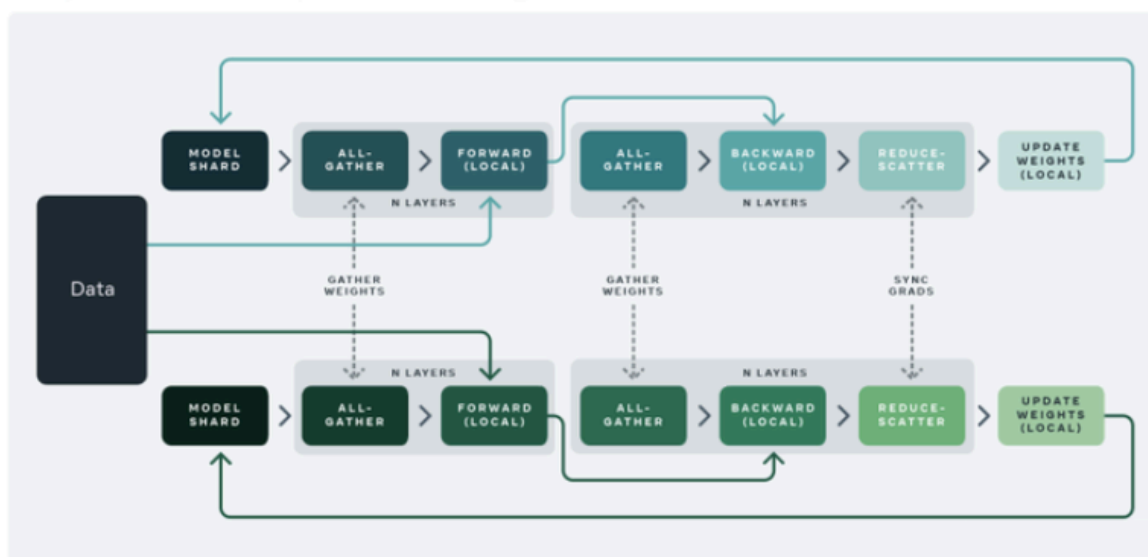 MODEL
SHARD
ALL-
GATHER
FORWARD
(LOCAL)
N LAYERS
ALL-
GATHER
BACKWARD
(LOCAL)
REDUCE-
SCATTER
N LAYERS
UPDATE
WEIGHTS
(LOCAL)
Data
GATHER
WEIGHTS
GATHER
WEIGHTS
SYNC
GRADS
N LAYERS
N LAYERS
MODEL
SHARD
ALL-
GATHER
FORWARD
(LOCAL)
ALL-
GATHER
BACKWARD
(LOCAL)
REDUCE-
SCATTER
UPDATE
WEIGHTS
(LOCAL)